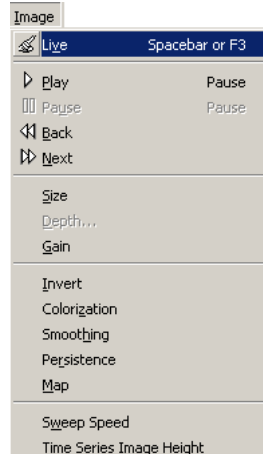 Image
Live Spacebar or F3
Play Pause
Pause Pause
Back
Next
Size
Depth...
Gain
Invert
Colorization
Smoothing
Persistence
Map
Sweep Speed
Time Series Image Height